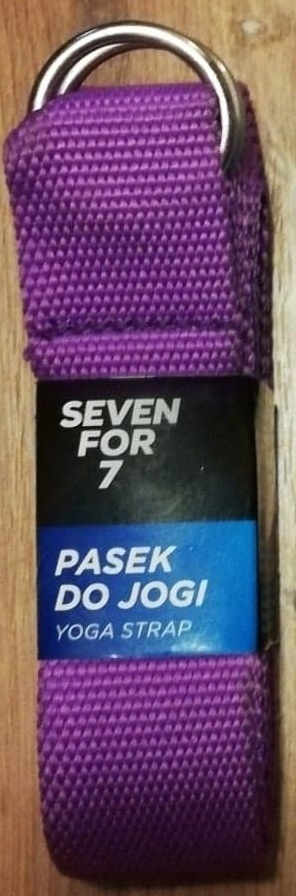 SEVEN
FOR
7
PASEK
DO JOGI
YOGA STRAP